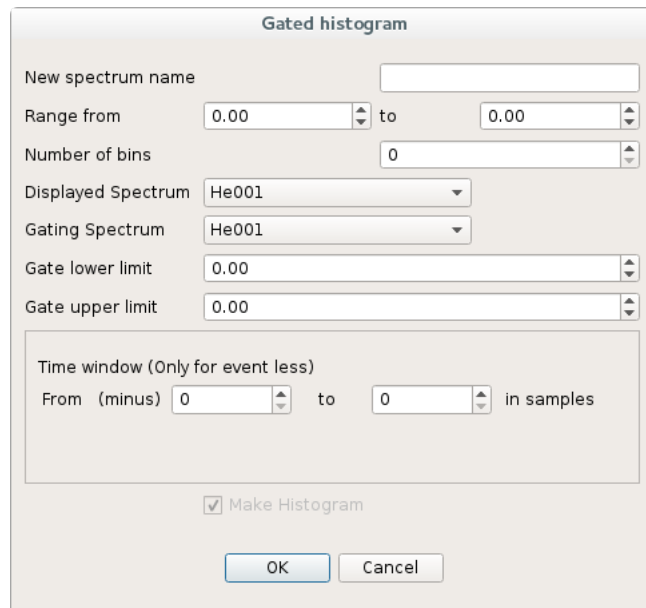 Gated histogram
New spectrum name
Range from 0.00 to 0.00
Number of bins 0
Displayed Spectrum He001
Gating Spectrum He001
Gate lower limit 0.00
Gate upper limit 0.00
Time window (Only for event less)
From (minus) 0 to 0 in samples
Make Histogram
OK Cancel